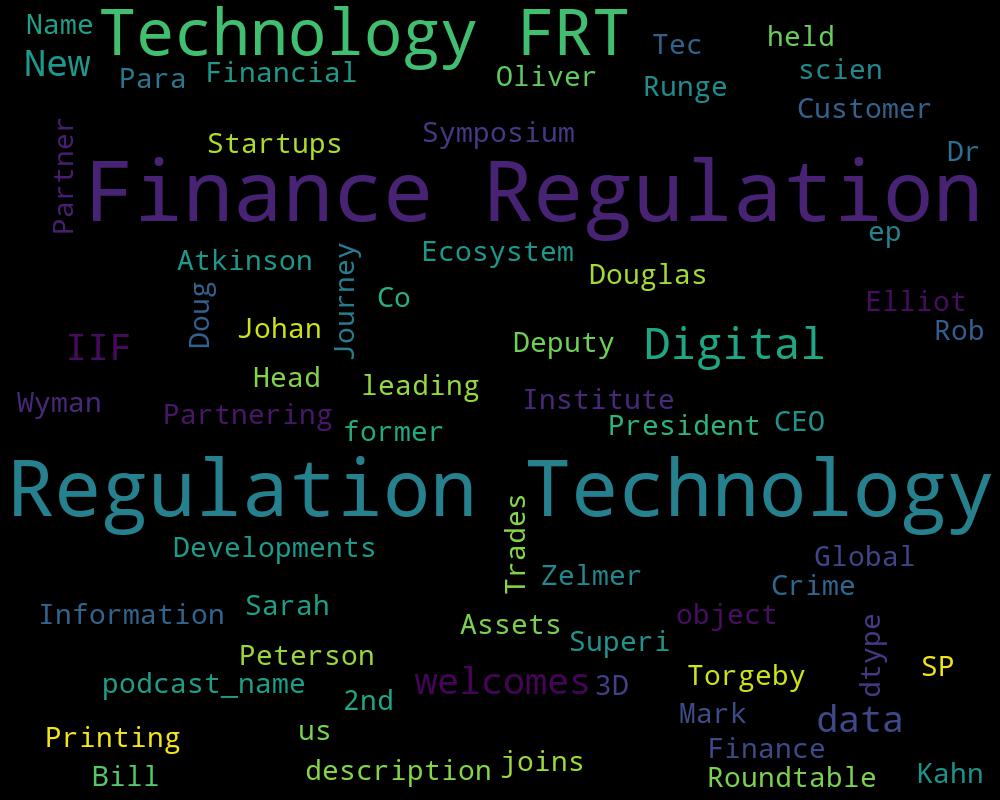 Name Technology FRT Tec held
New Para Financial Oliver Runge scien
Customer
Startups Symposium Dr
Partner
Finance Regulation
ep
Atkinson Journey Ecosystem Douglas
Doug Co Elliot
IIF Johan Deputy Digital Rob
Head leading
Wyman Partnering Institute
former President CEO
Regulation Technology
Trades
Developments Zelmer Global
Crime
Information Sarah Assets object
Superi dtype
Peterson Torgeby SP
podcast_name 2nd welcomes 3D
Mark data
Printing us Finance
Bill description joins Roundtable Kahn